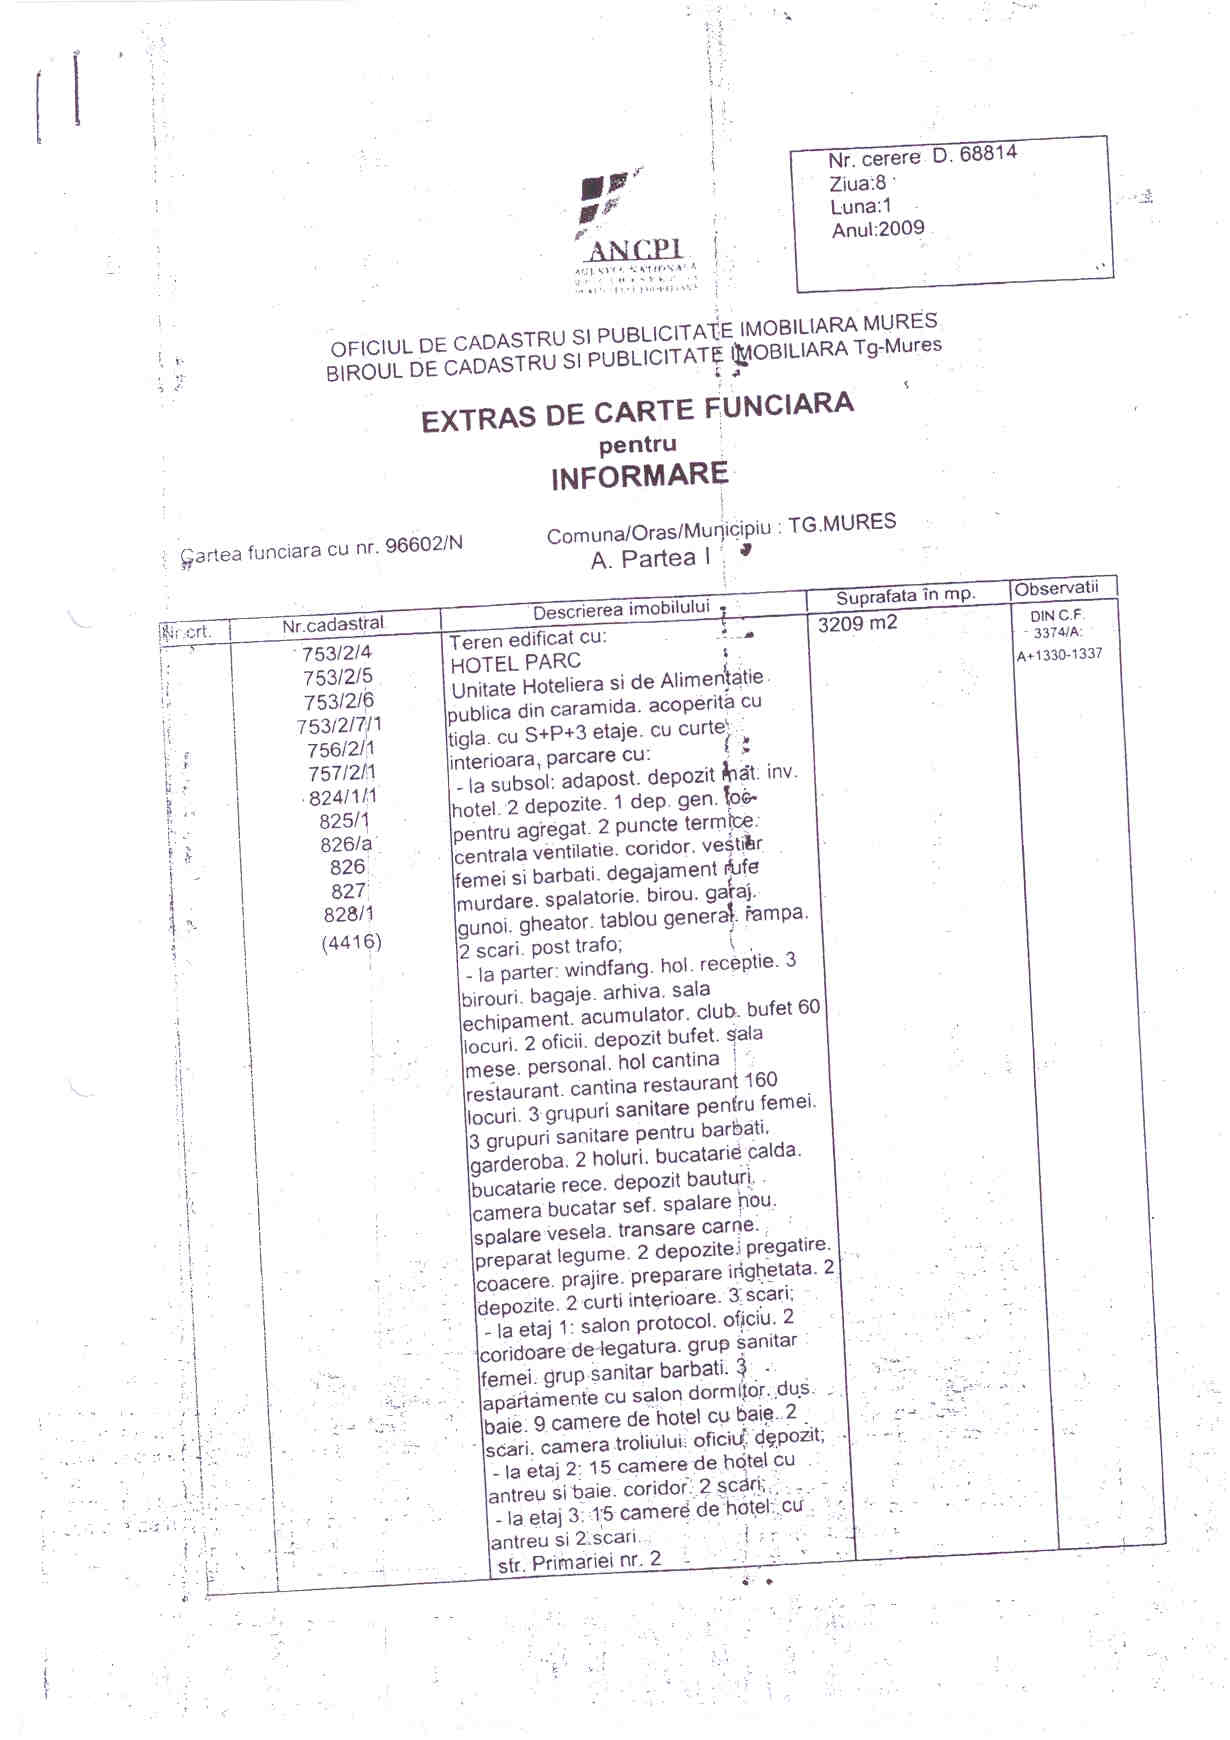 Nr. cerere D. 68814
Ziua:8
Luna:1
Anul:2009
ANCPI
OFICIUL DE CADASTRU SI PUBLICITATE IMOBILIARA MURES
BIROUL DE CADASTRU SI PUBLICITATE IMOBILIARA Tg-Mures
EXTRAS DE CARTE FUNCIARA
pentru
INFORMARE
Cartea funciara cu nr. 96602/N
Comuna/Oras/Municipiu : TG.MURES
A. Partea I
Nr.crt. Nr.cadastral Descrierea imobilului Suprafata în mp. Observatii
753/2/4
753/2/5
753/2/6
753/2/7/1
756/2/1
757/2/1
824/1/1
825/1
826/a
826
827
828/1
(4416)
Teren edificat cu:
HOTEL PARC
Unitate Hoteliera si de Alimentatie
publica din caramida. acoperita cu
tigla. cu S+P+3 etaje. cu curte
interioara, parcare cu:
- la subsol: adapost. depozit mat. inv.
hotel. 2 depozite. 1 dep. gen. loc
pentru agregat. 2 puncte termice.
centrala ventilatie. coridor. vestiar
femei si barbati. degajament rufe
murdare. spalatorie. birou. garaj.
gunoi. gheator. tablou general. rampa.
2 scari. post trafo;
- la parter: windfang. hol. receptie. 3
birouri. bagaje. arhiva. sala
echipament. acumulator. club. bufet 60
locuri. 2 oficii. depozit bufet. sala
mese. personal. hol cantina
restaurant. cantina restaurant 160
locuri. 3 grupuri sanitare pentru femei.
3 grupuri sanitare pentru barbati.
garderoba. 2 holuri. bucatarie calda.
bucatarie rece. depozit bauturi.
camera bucatar sef. spalare nou.
spalare vesela. transare carne.
preparat legume. 2 depozite. pregatire.
coacere. prajire. preparare inghetata. 2
depozite. 2 curti interioare. 3 scari;
- la etaj 1: salon protocol. oficiu. 2
coridoare de legatura. grup sanitar
femei. grup sanitar barbati. 3
apartamente cu salon dormitor. dus.
baie. 9 camere de hotel cu baie. 2
scari. camera troliului. oficiu. depozit;
- la etaj 2: 15 camere de hotel cu
antreu si baie. coridor. 2 scari;
- la etaj 3: 15 camere de hotel. cu
antreu si 2 scari.
str. Primariei nr. 2
3209 m2
DIN C.F.
3374/A:
A+1330-1337